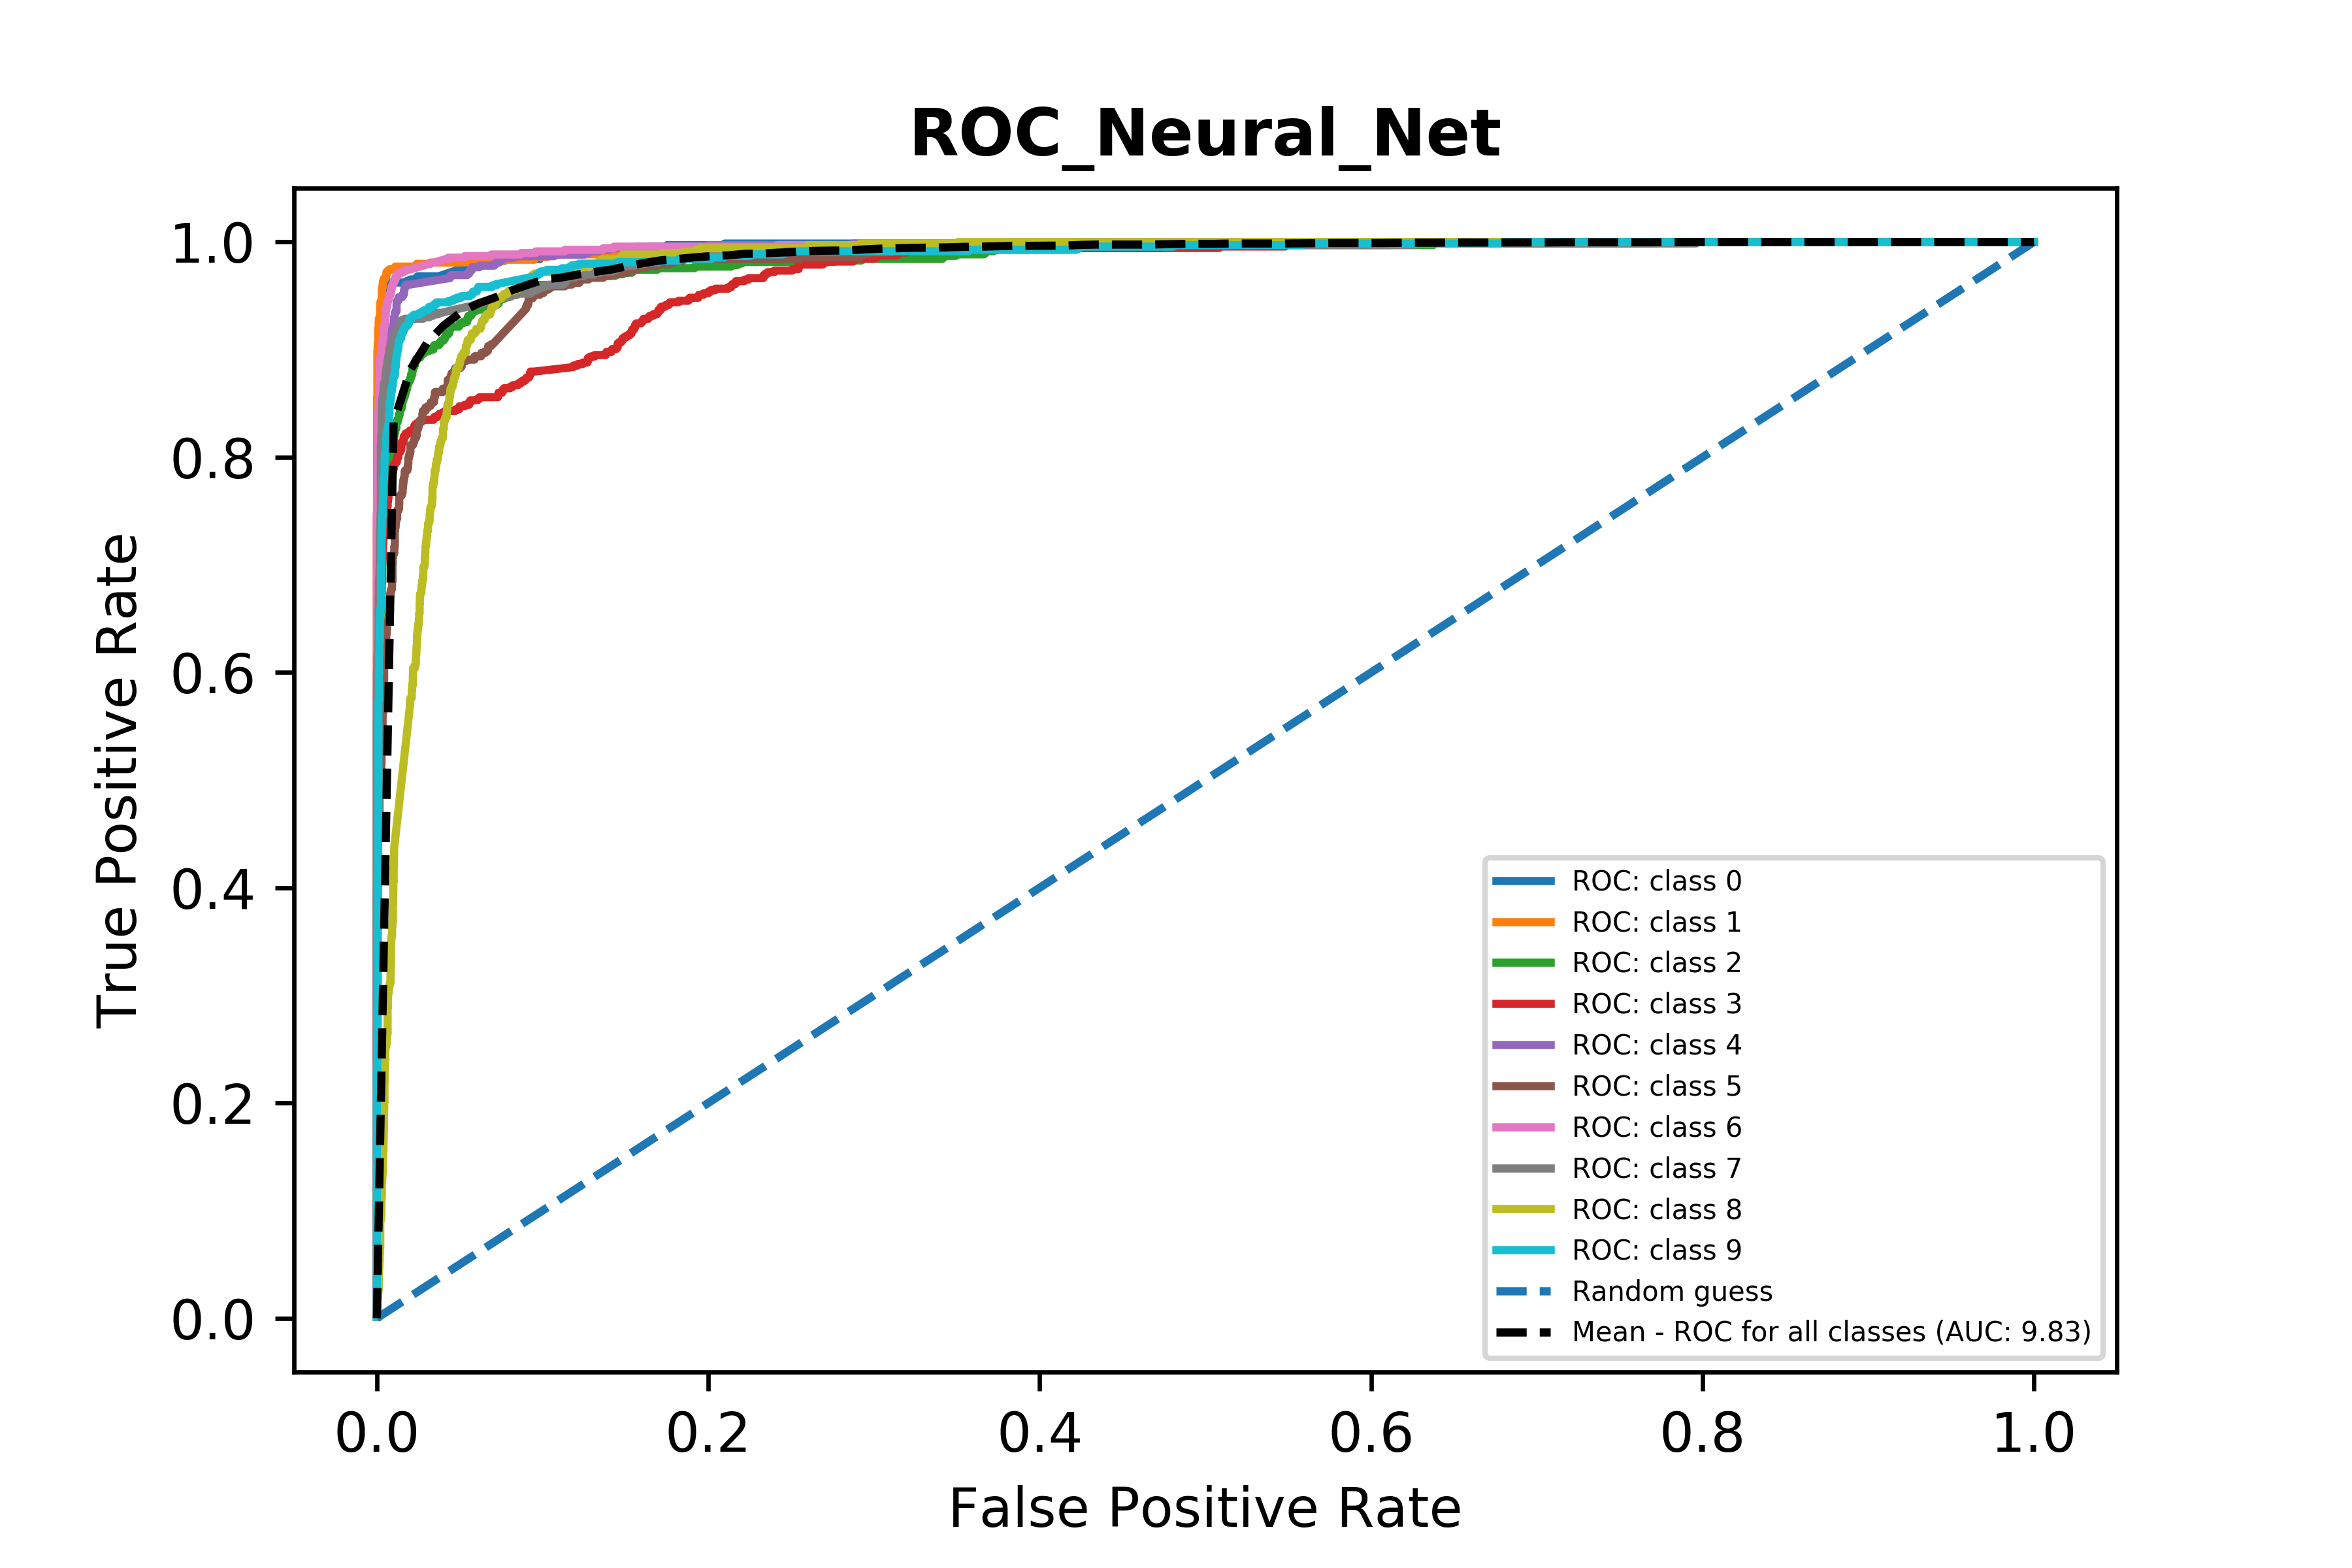 ROC_Neural_Net
1.0
0.8
0.6
0.4
0.2
0.0
True Positive Rate
ROC: class 0
ROC: class 1
ROC: class 2
ROC: class 3
ROC: class 4
ROC: class 5
ROC: class 6
ROC: class 7
ROC: class 8
ROC: class 9
Random guess
Mean - ROC for all classes (AUC: 9.83)
0.0 0.2 0.4 0.6 0.8 1.0
False Positive Rate